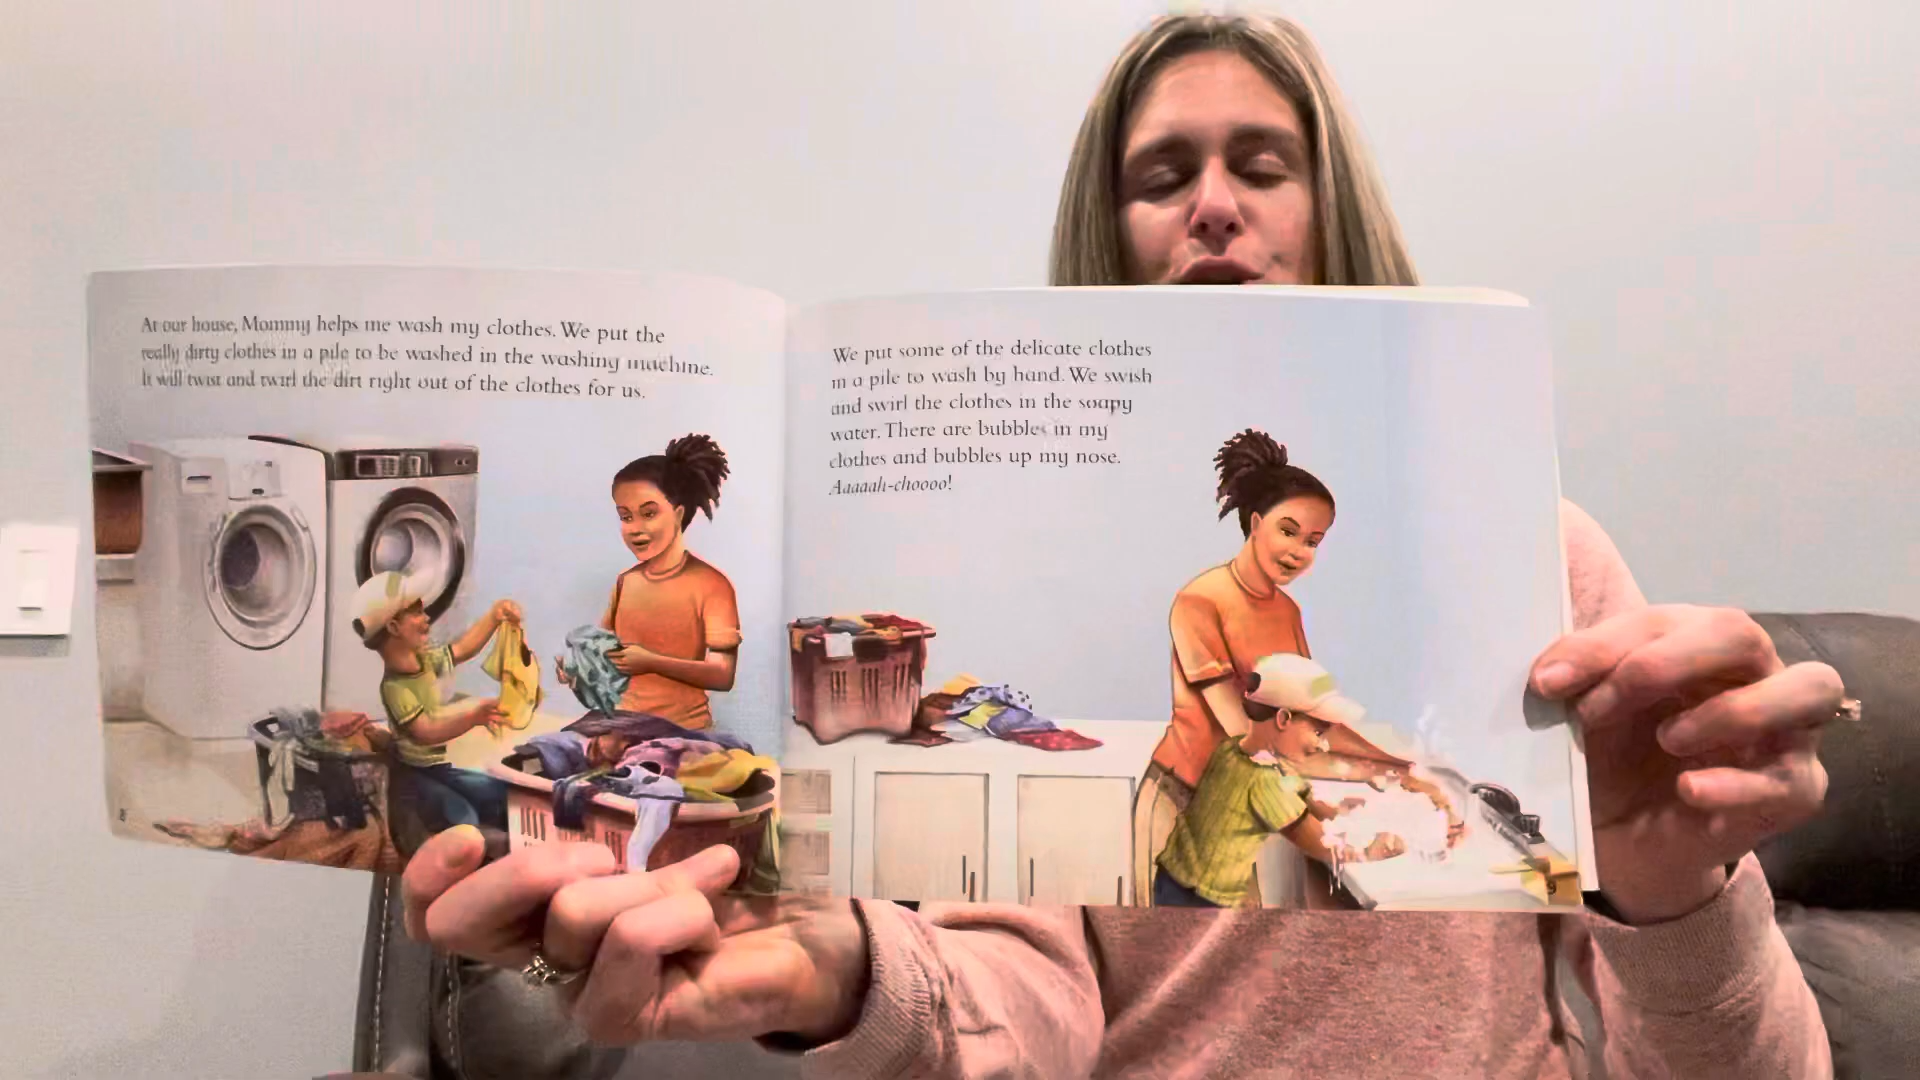 At our house, Mommy helps me wash my clothes. We put the
really dirty clothes in a pile to be washed in the washing machine.
It will twist and twirl the dirt right out of the clothes for us.
8
We put some of the delicate clothes
in a pile to wash by hand. We swish
and swirl the clothes in the soapy
water. There are bubbles in my
clothes and bubbles up my nose.
Aaaaah-choooo!
9